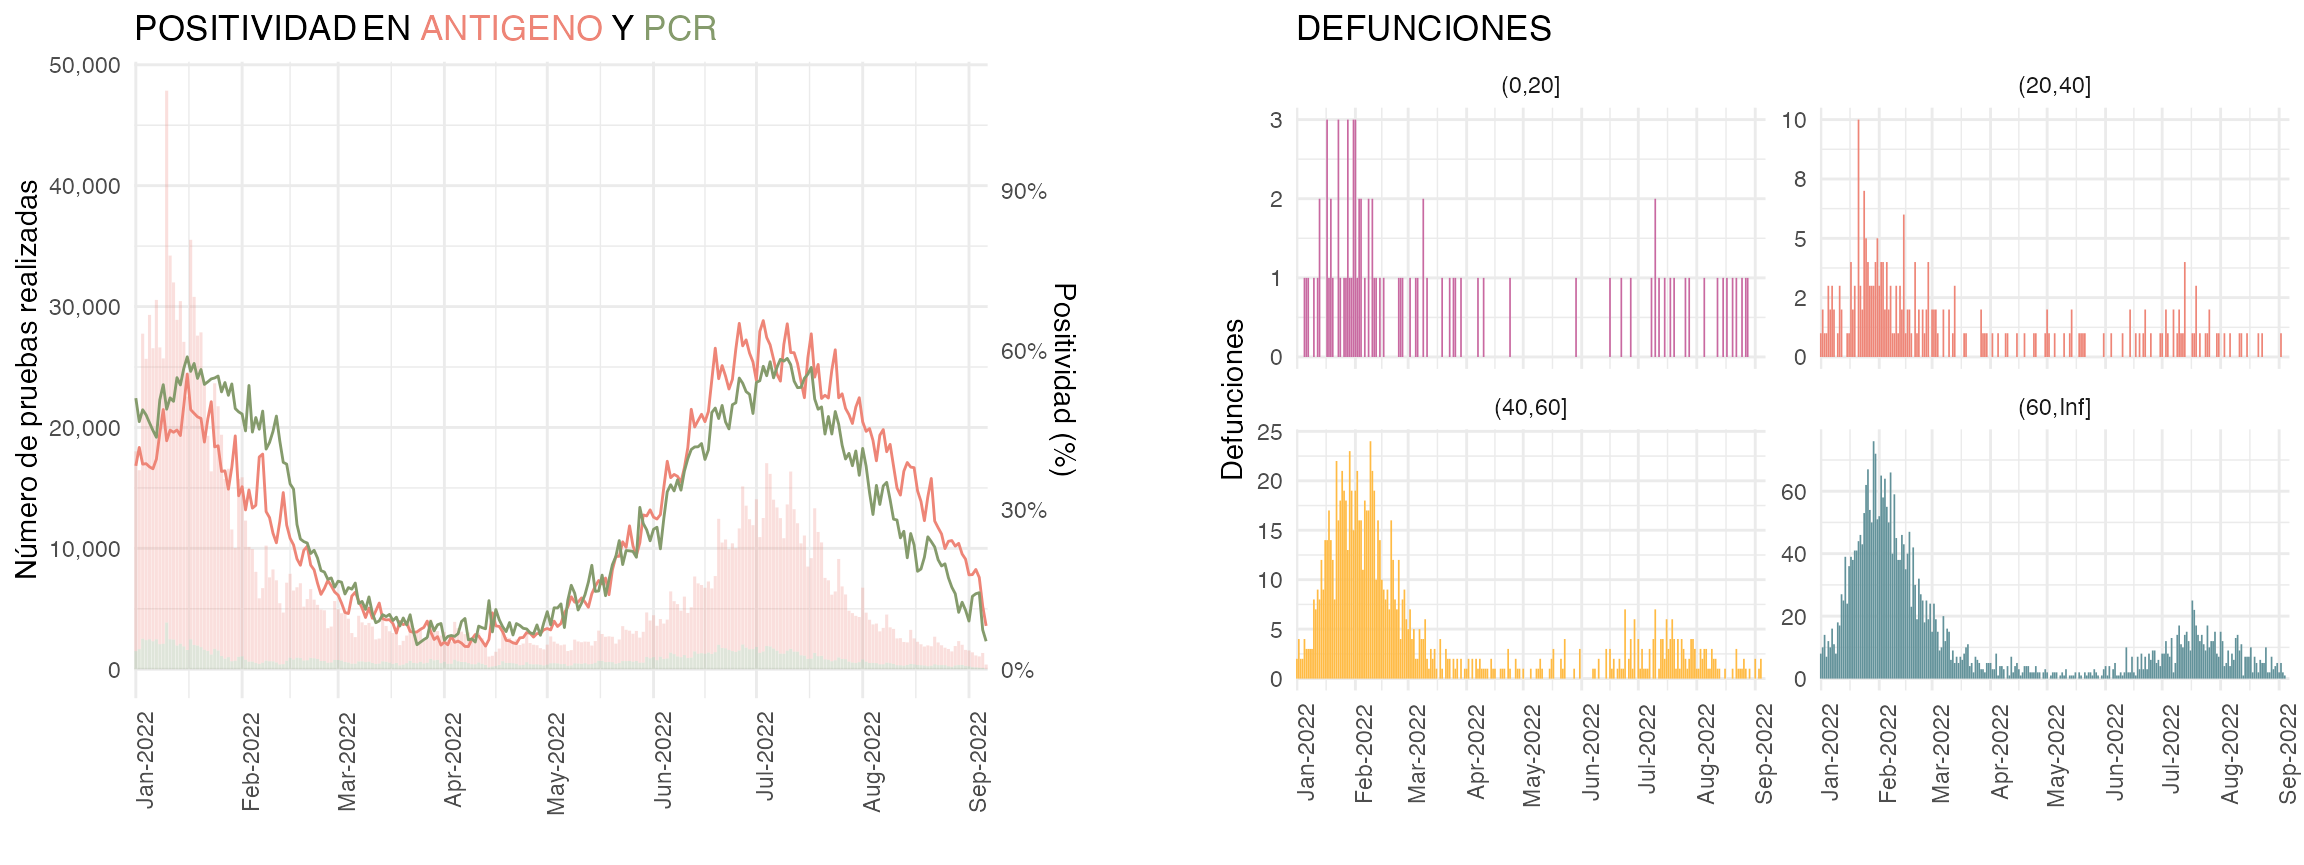 POSITIVIDAD EN ANTIGENO Y PCR
50,000
40,000
30,000
20,000
10,000
0
Número de pruebas realizadas
90%
60%
30%
0%
Positividad (%)
Jan-2022
Feb-2022
Mar-2022
Apr-2022
May-2022
Jun-2022
Jul-2022
Aug-2022
Sep-2022
DEFUNCIONES
Defunciones
(0,20]
3
2
1
0
(20,40]
10
8
5
2
0
(40,60]
25
20
15
10
5
0
(60,Inf]
60
40
20
0
Jan-2022
Feb-2022
Mar-2022
Apr-2022
May-2022
Jun-2022
Jul-2022
Aug-2022
Sep-2022
Jan-2022
Feb-2022
Mar-2022
Apr-2022
May-2022
Jun-2022
Jul-2022
Aug-2022
Sep-2022